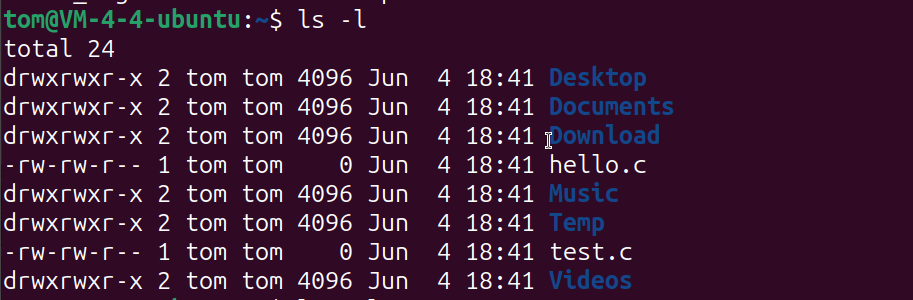 tom@VM-4-4-ubuntu:~$ ls -l
total 24
drwxrwxr-x 2 tom tom 4096 Jun  4 18:41 Desktop
drwxrwxr-x 2 tom tom 4096 Jun  4 18:41 Documents
drwxrwxr-x 2 tom tom 4096 Jun  4 18:41 Download
-rw-rw-r-- 1 tom tom    0 Jun  4 18:41 hello.c
drwxrwxr-x 2 tom tom 4096 Jun  4 18:41 Music
drwxrwxr-x 2 tom tom 4096 Jun  4 18:41 Temp
-rw-rw-r-- 1 tom tom    0 Jun  4 18:41 test.c
drwxrwxr-x 2 tom tom 4096 Jun  4 18:41 Videos